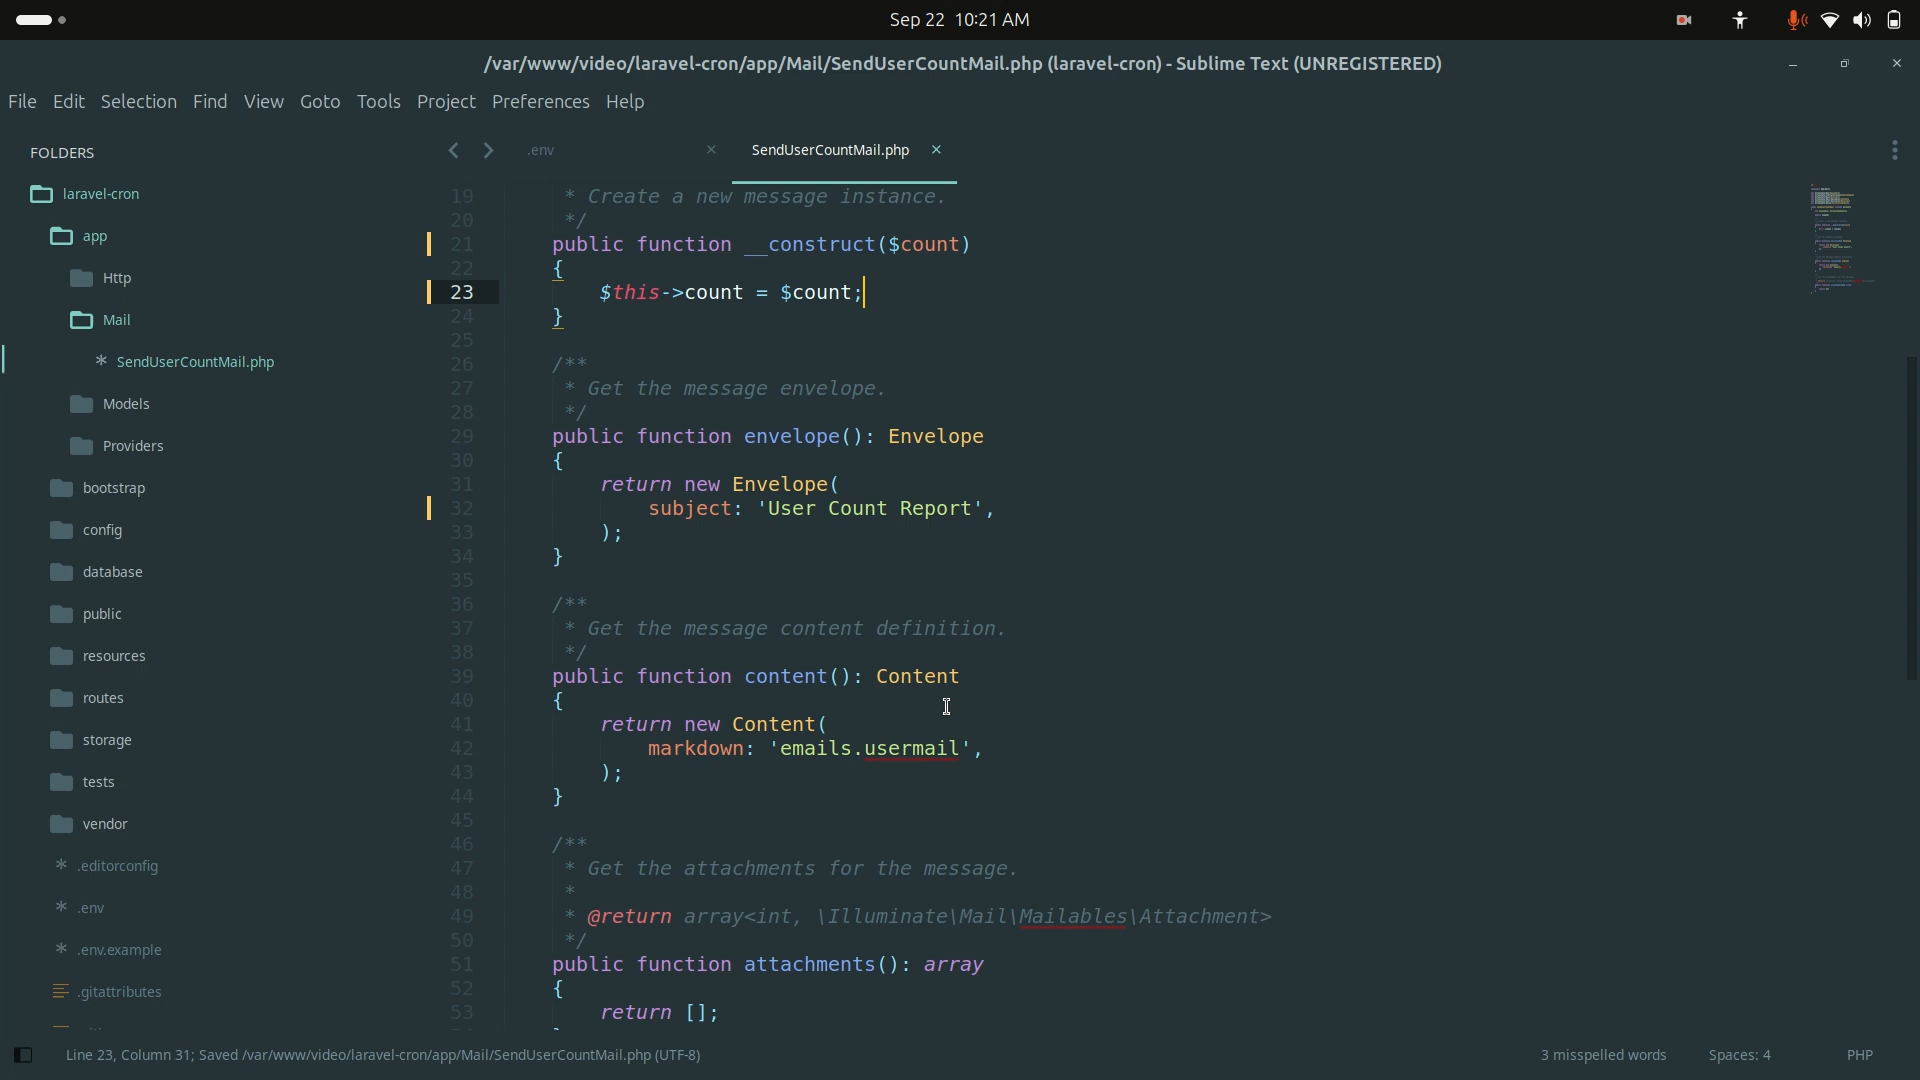 Sep 22 10:21 AM
/var/www/video/laravel-cron/app/Mail/SendUserCountMail.php (laravel-cron) - Sublime Text (UNREGISTERED)
File Edit Selection Find View Goto Tools Project Preferences Help
FOLDERS
laravel-cron
app
Http
Mail
SendUserCountMail.php
Models
Providers
bootstrap
config
database
public
resources
routes
storage
tests
vendor
.editorconfig
.env
.env.example
.gitattributes
.env
SendUserCountMail.php
19 * Create a new message instance.
20 */
21 public function __construct($count)
22 {
23 $this->count = $count;
24 }
25
26 /**
27 * Get the message envelope.
28 */
29 public function envelope(): Envelope
30 {
31 return new Envelope(
32 subject: 'User Count Report',
33 );
34 }
35
36 /**
37 * Get the message content definition.
38 */
39 public function content(): Content
40 {
41 return new Content(
42 markdown: 'emails.usermail',
43 );
44 }
45
46 /**
47 * Get the attachments for the message.
48 *
49 * @return array<int, \Illuminate\Mail\Mailables\Attachment>
50 */
51 public function attachments(): array
52 {
53 return [];
Line 23, Column 31; Saved /var/www/video/laravel-cron/app/Mail/SendUserCountMail.php (UTF-8)
3 misspelled words
Spaces: 4
PHP